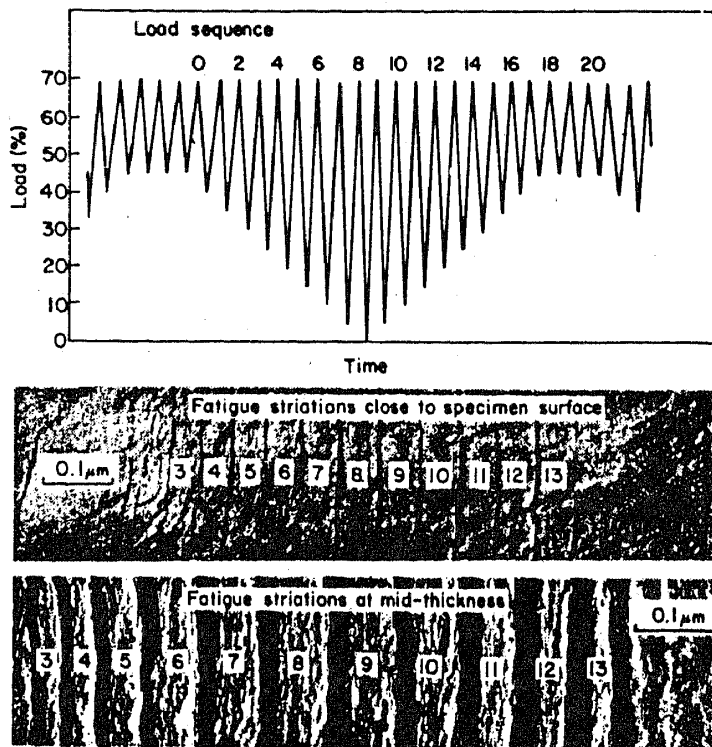 Load sequence
0 2 4 6 8 10 12 14 16 18 20
70
60
50
40
30
20
10
0
Load (%)
Time
Fatigue striations close to specimen surface
0.1 μm
3 4 5 6 7 8 9 10 11 12 13
Fatigue striations at mid-thickness
0.1 μm
3 4 5 6 7 8 9 10 11 12 13